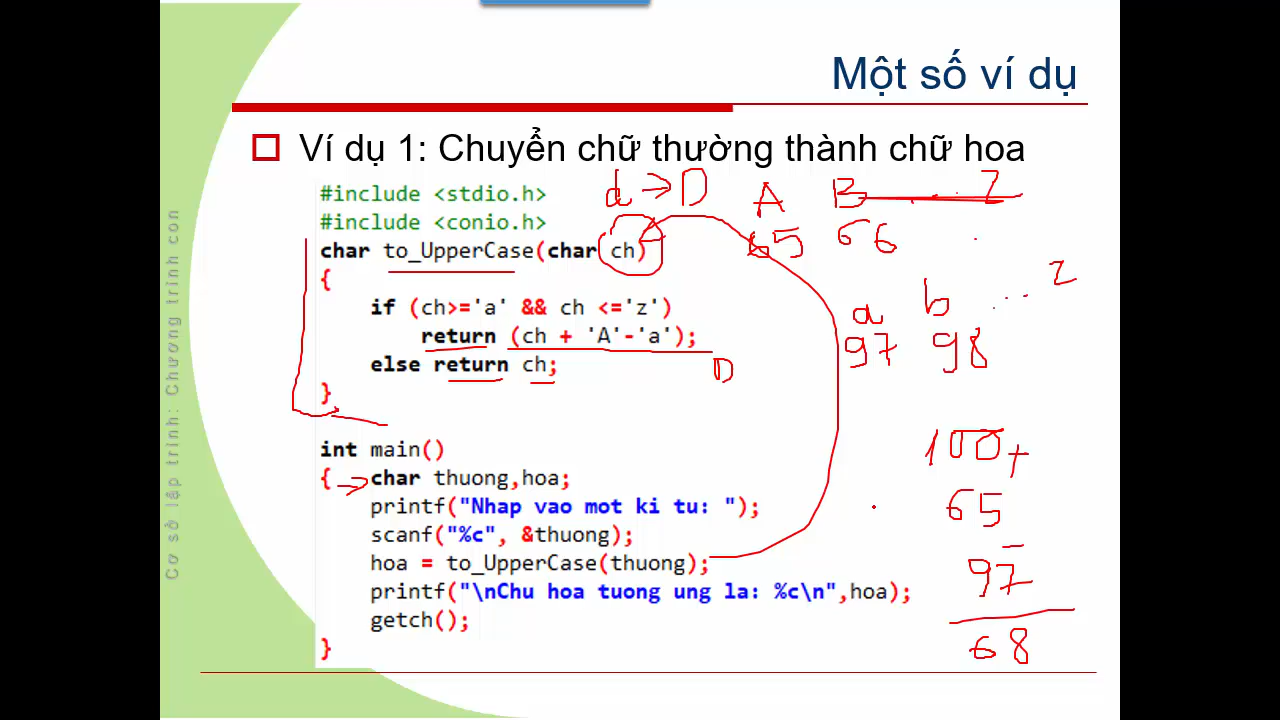 Một số ví dụ
Ví dụ 1: Chuyển chữ thường thành chữ hoa
d → D
A B ... Z
65 66
a b ... z
97 98
#include <stdio.h>
#include <conio.h>
char to_UpperCase(char ch)
{
if (ch>='a' && ch <='z')
return (ch + 'A'-'a');
D
else return ch;
}
int main()
{ → char thuong,hoa;
printf("Nhap vao mot ki tu: ");
scanf("%c", &thuong);
hoa = to_UpperCase(thuong);
printf("\nChu hoa tuong ung la: %c\n",hoa);
getch();
}
100 +
65 -
97
68
Cơ sở lập trình: Chương trình con